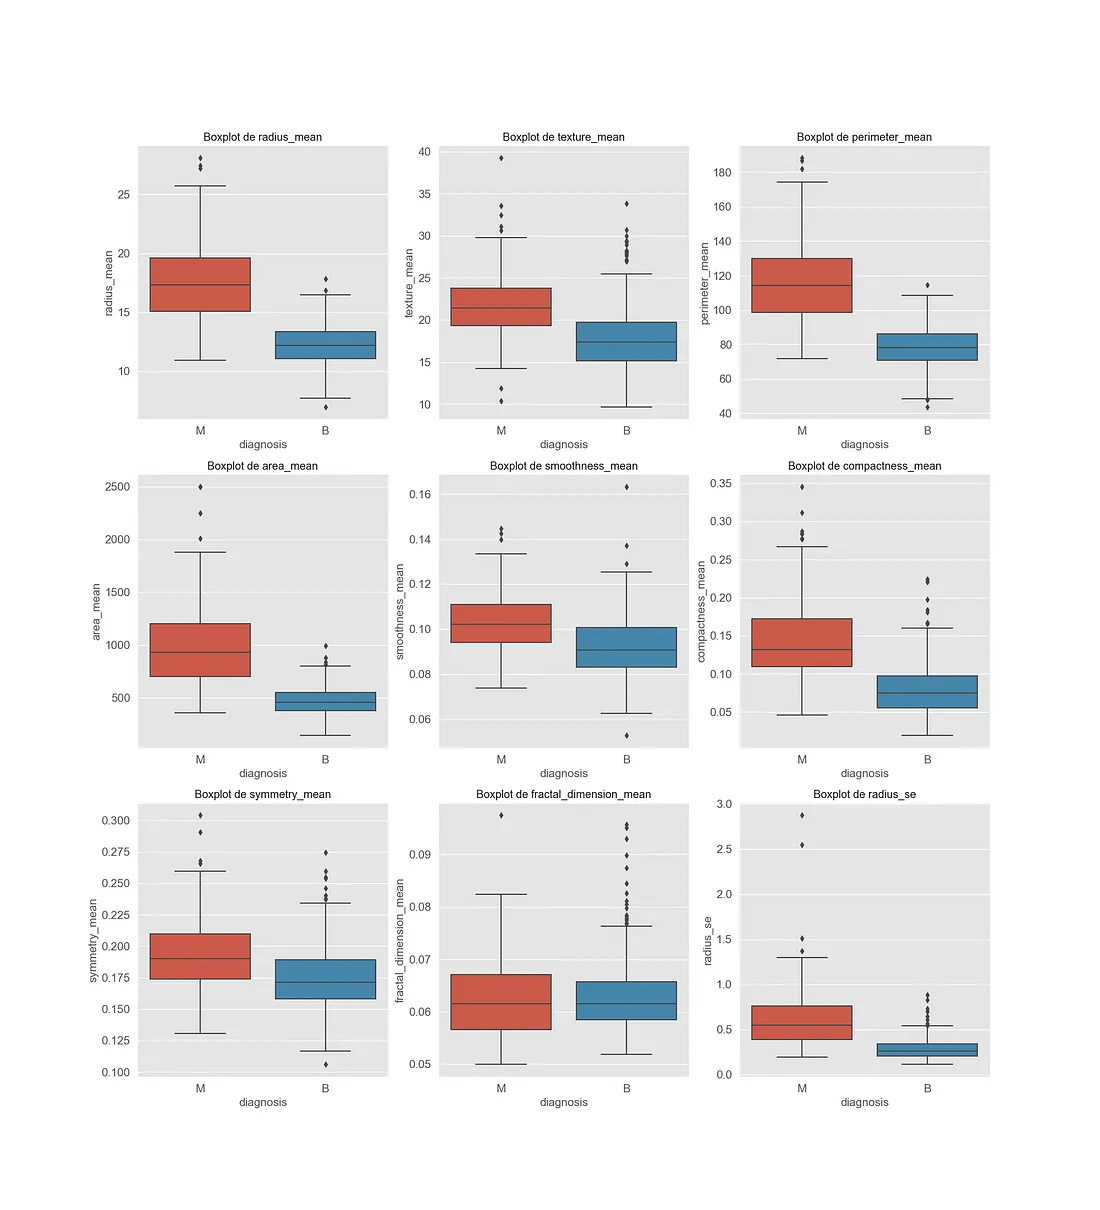 Boxplot de radius_mean
radius_mean
25
20
15
10
M B
diagnosis
Boxplot de texture_mean
texture_mean
40
35
30
25
20
15
10
M B
diagnosis
Boxplot de perimeter_mean
perimeter_mean
180
160
140
120
100
80
60
40
M B
diagnosis
Boxplot de area_mean
area_mean
2500
2000
1500
1000
500
M B
diagnosis
Boxplot de smoothness_mean
smoothness_mean
0.16
0.14
0.12
0.10
0.08
0.06
M B
diagnosis
Boxplot de compactness_mean
compactness_mean
0.35
0.30
0.25
0.20
0.15
0.10
0.05
M B
diagnosis
Boxplot de symmetry_mean
symmetry_mean
0.300
0.275
0.250
0.225
0.200
0.175
0.150
0.125
0.100
M B
diagnosis
Boxplot de fractal_dimension_mean
fractal_dimension_mean
0.09
0.08
0.07
0.06
0.05
M B
diagnosis
Boxplot de radius_se
radius_se
3.0
2.5
2.0
1.5
1.0
0.5
0.0
M B
diagnosis